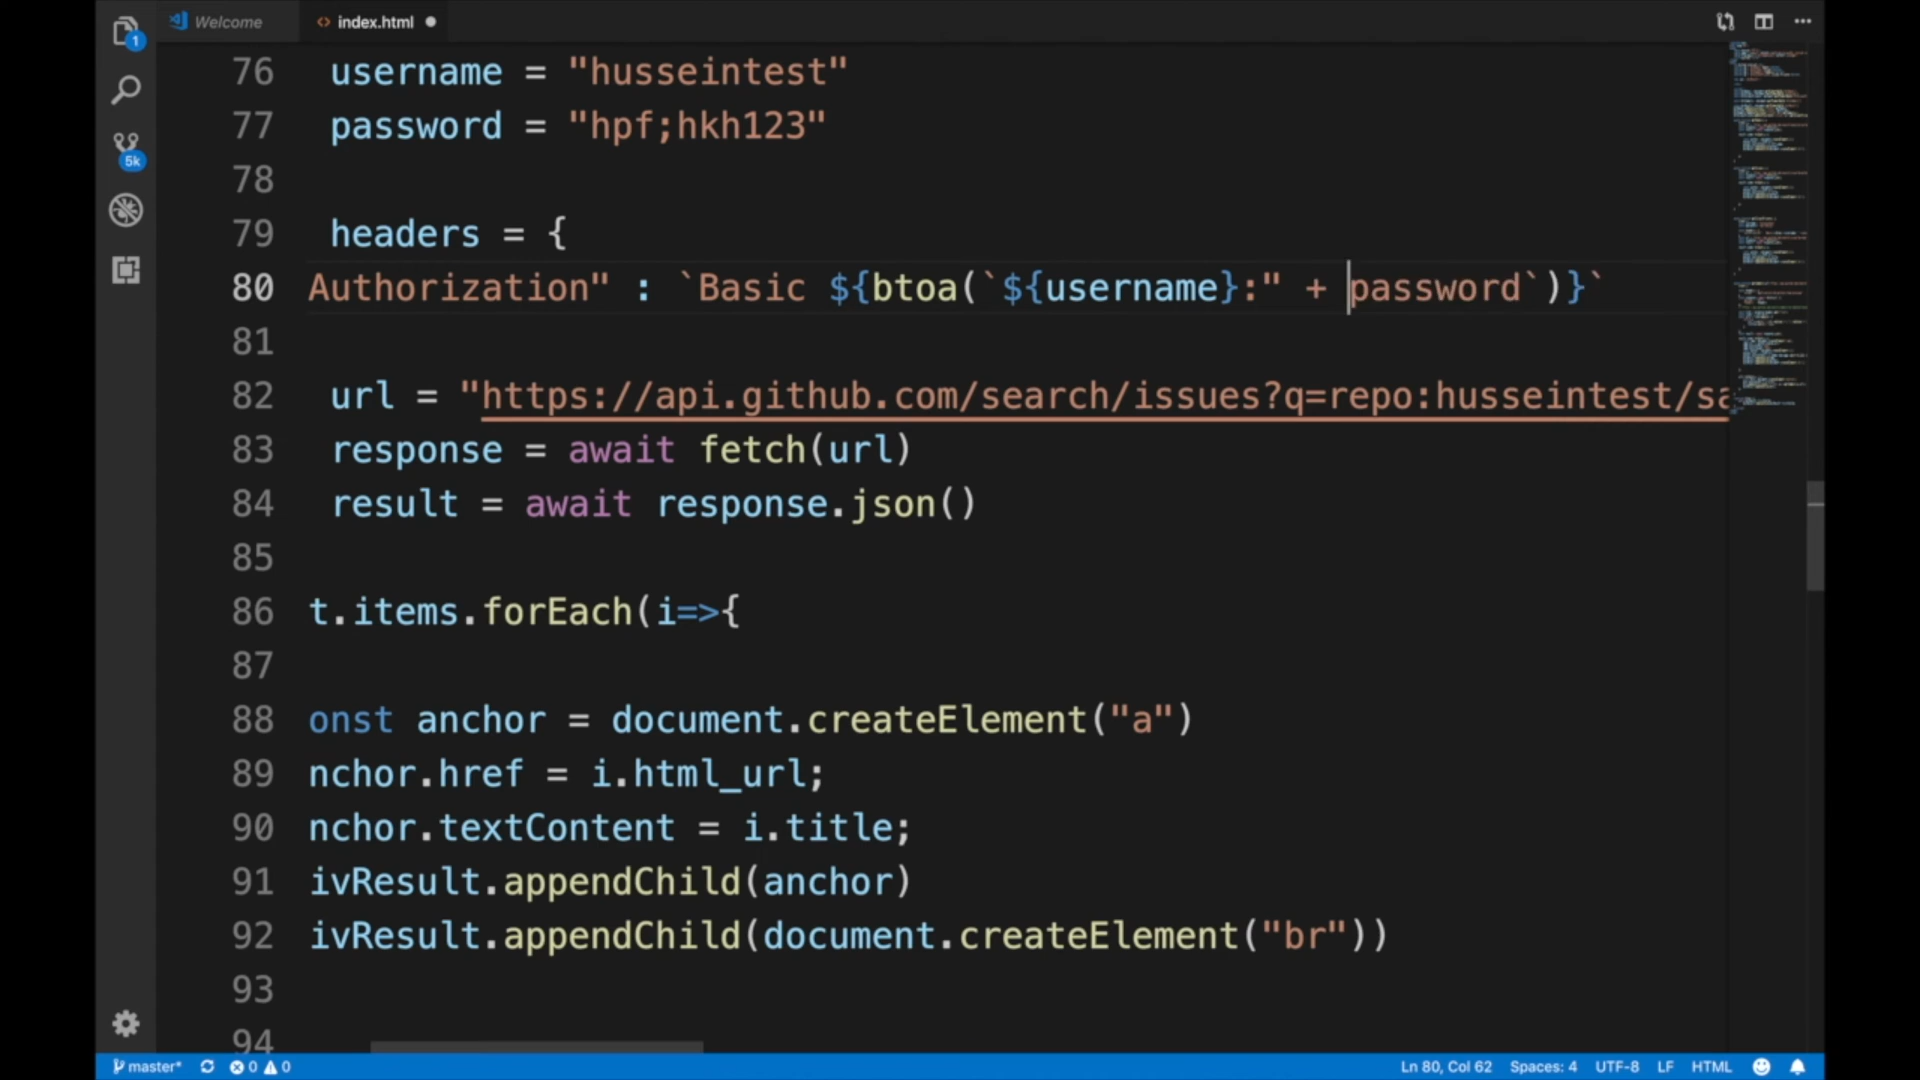 1
Welcome
<> index.html ●
5k
76 username = "husseintest"
77 password = "hpf;hkh123"
78
79 headers = {
80 Authorization" : `Basic ${btoa(`${username}:" + password`)}`
81
82 url = "https://api.github.com/search/issues?q=repo:husseintest/sa
83 response = await fetch(url)
84 result = await response.json()
85
86 t.items.forEach(i=>{
87
88 onst anchor = document.createElement("a")
89 nchor.href = i.html_url;
90 nchor.textContent = i.title;
91 ivResult.appendChild(anchor)
92 ivResult.appendChild(document.createElement("br"))
93
94
master* 0 0 Ln 80, Col 62 Spaces: 4 UTF-8 LF HTML